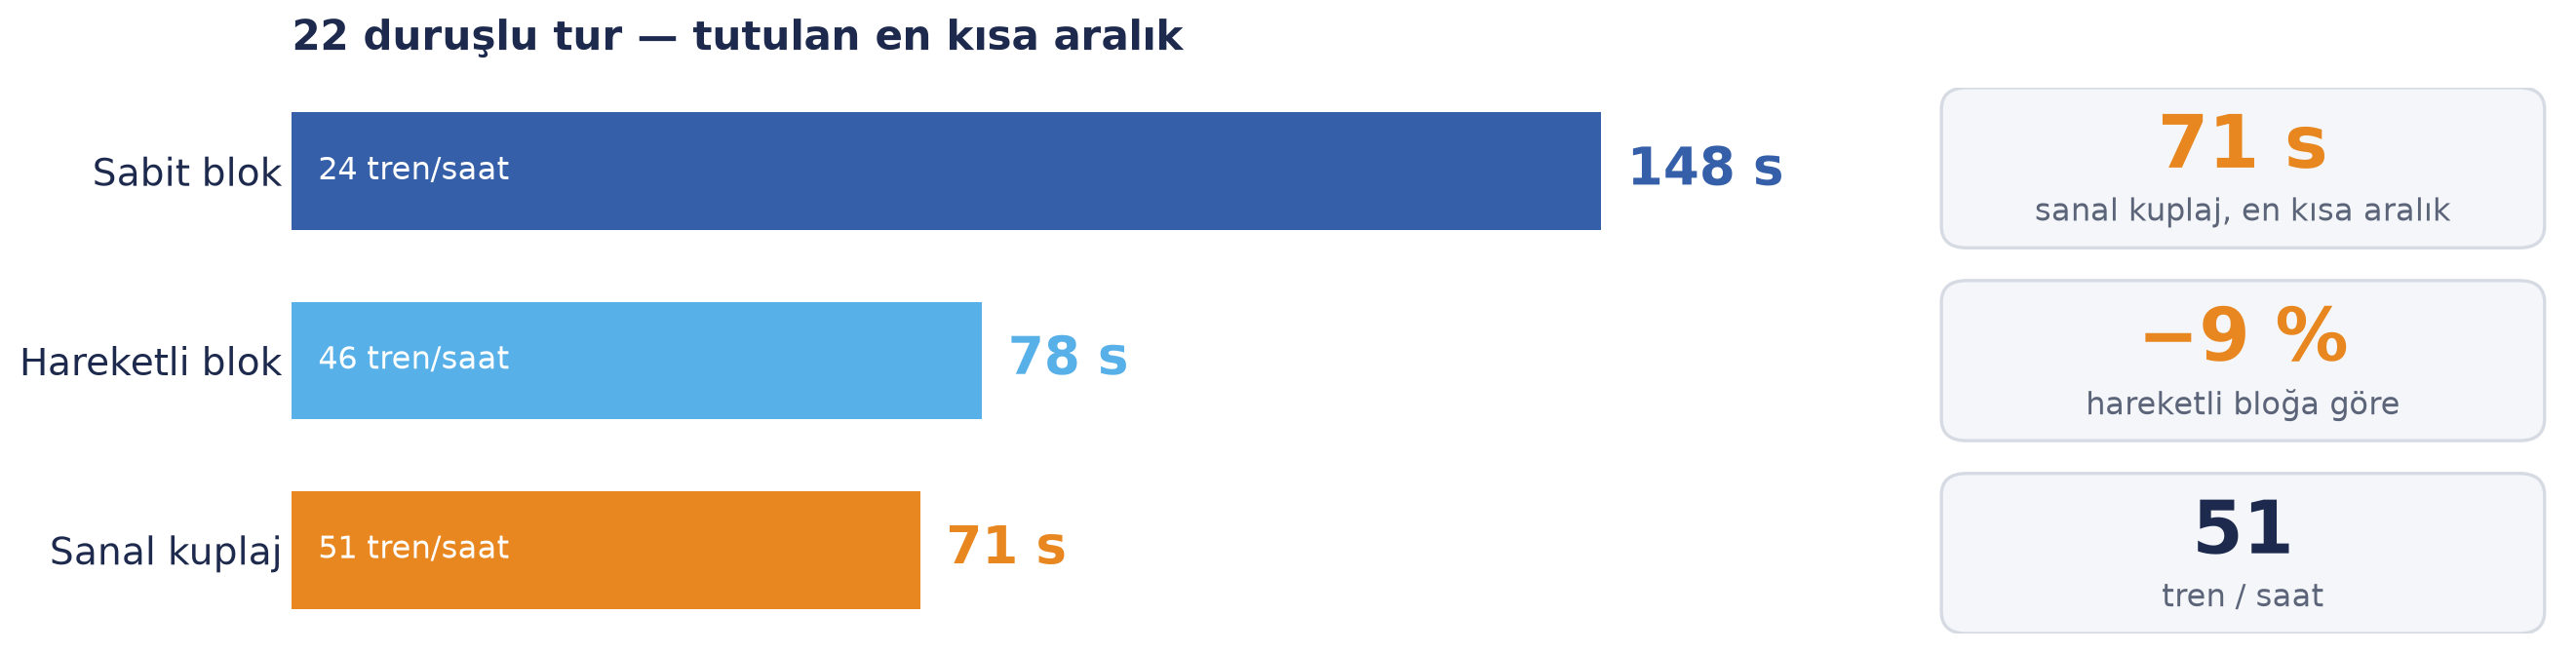 22 duruşlu tur — tutulan en kısa aralık
Sabit blok
24 tren/saat
148 s
Hareketli blok
46 tren/saat
78 s
Sanal kuplaj
51 tren/saat
71 s
71 s
sanal kuplaj, en kısa aralık
−9 %
hareketli bloğa göre
51
tren / saat